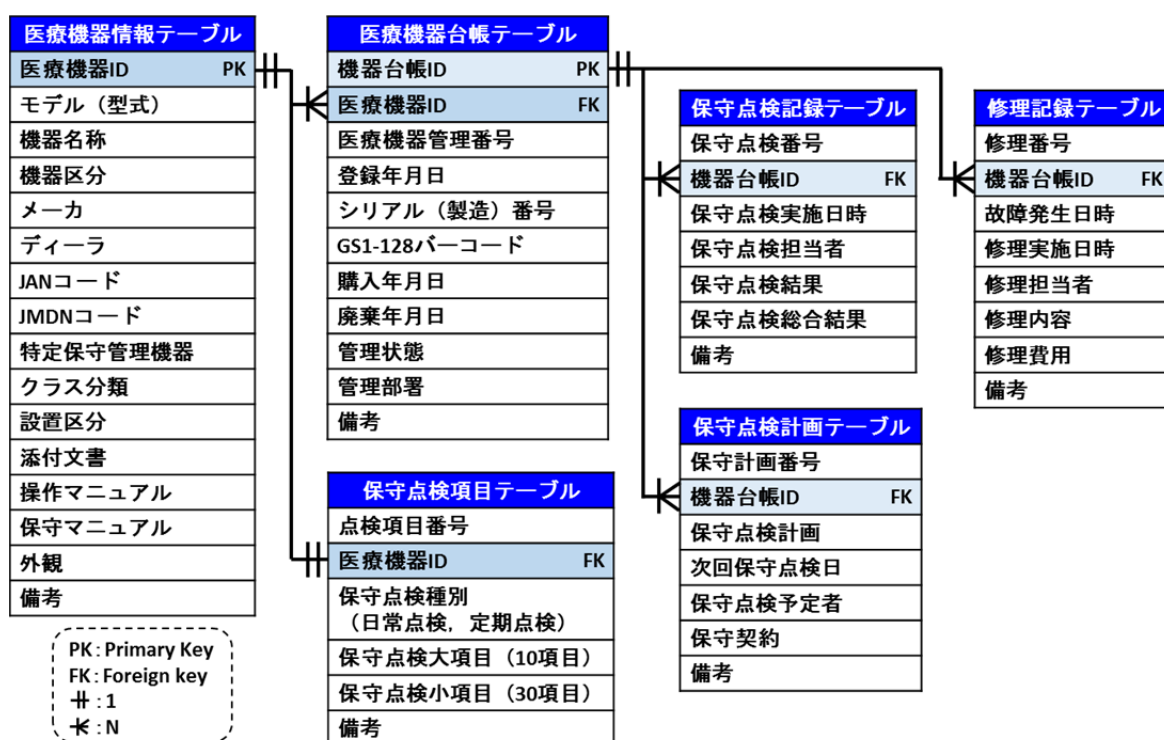 医療機器情報テーブル
医療機器ID PK
モデル（型式）
機器名称
機器区分
メーカ
ディーラ
JANコード
JMDNコード
特定保守管理機器
クラス分類
設置区分
添付文書
操作マニュアル
保守マニュアル
外観
備考
PK：Primary Key
FK：Foreign key
：1
：N
医療機器台帳テーブル
機器台帳ID PK
医療機器ID FK
医療機器管理番号
登録年月日
シリアル（製造）番号
GS1-128バーコード
購入年月日
廃棄年月日
管理状態
管理部署
備考
保守点検項目テーブル
点検項目番号
医療機器ID FK
保守点検種別
（日常点検，定期点検）
保守点検大項目（10項目）
保守点検小項目（30項目）
備考
保守点検記録テーブル
保守点検番号
機器台帳ID FK
保守点検実施日時
保守点検担当者
保守点検結果
保守点検総合結果
備考
保守点検計画テーブル
保守計画番号
機器台帳ID FK
保守点検計画
次回保守点検日
保守点検予定者
保守契約
備考
修理記録テーブル
修理番号
機器台帳ID FK
故障発生日時
修理実施日時
修理担当者
修理内容
修理費用
備考